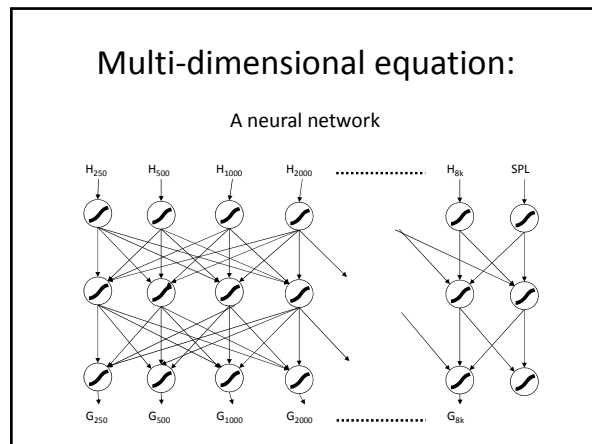 Multi-dimensional equation:
A neural network
H250 H500 H1000 H2000 H8k SPL
G250 G500 G1000 G2000 G8k